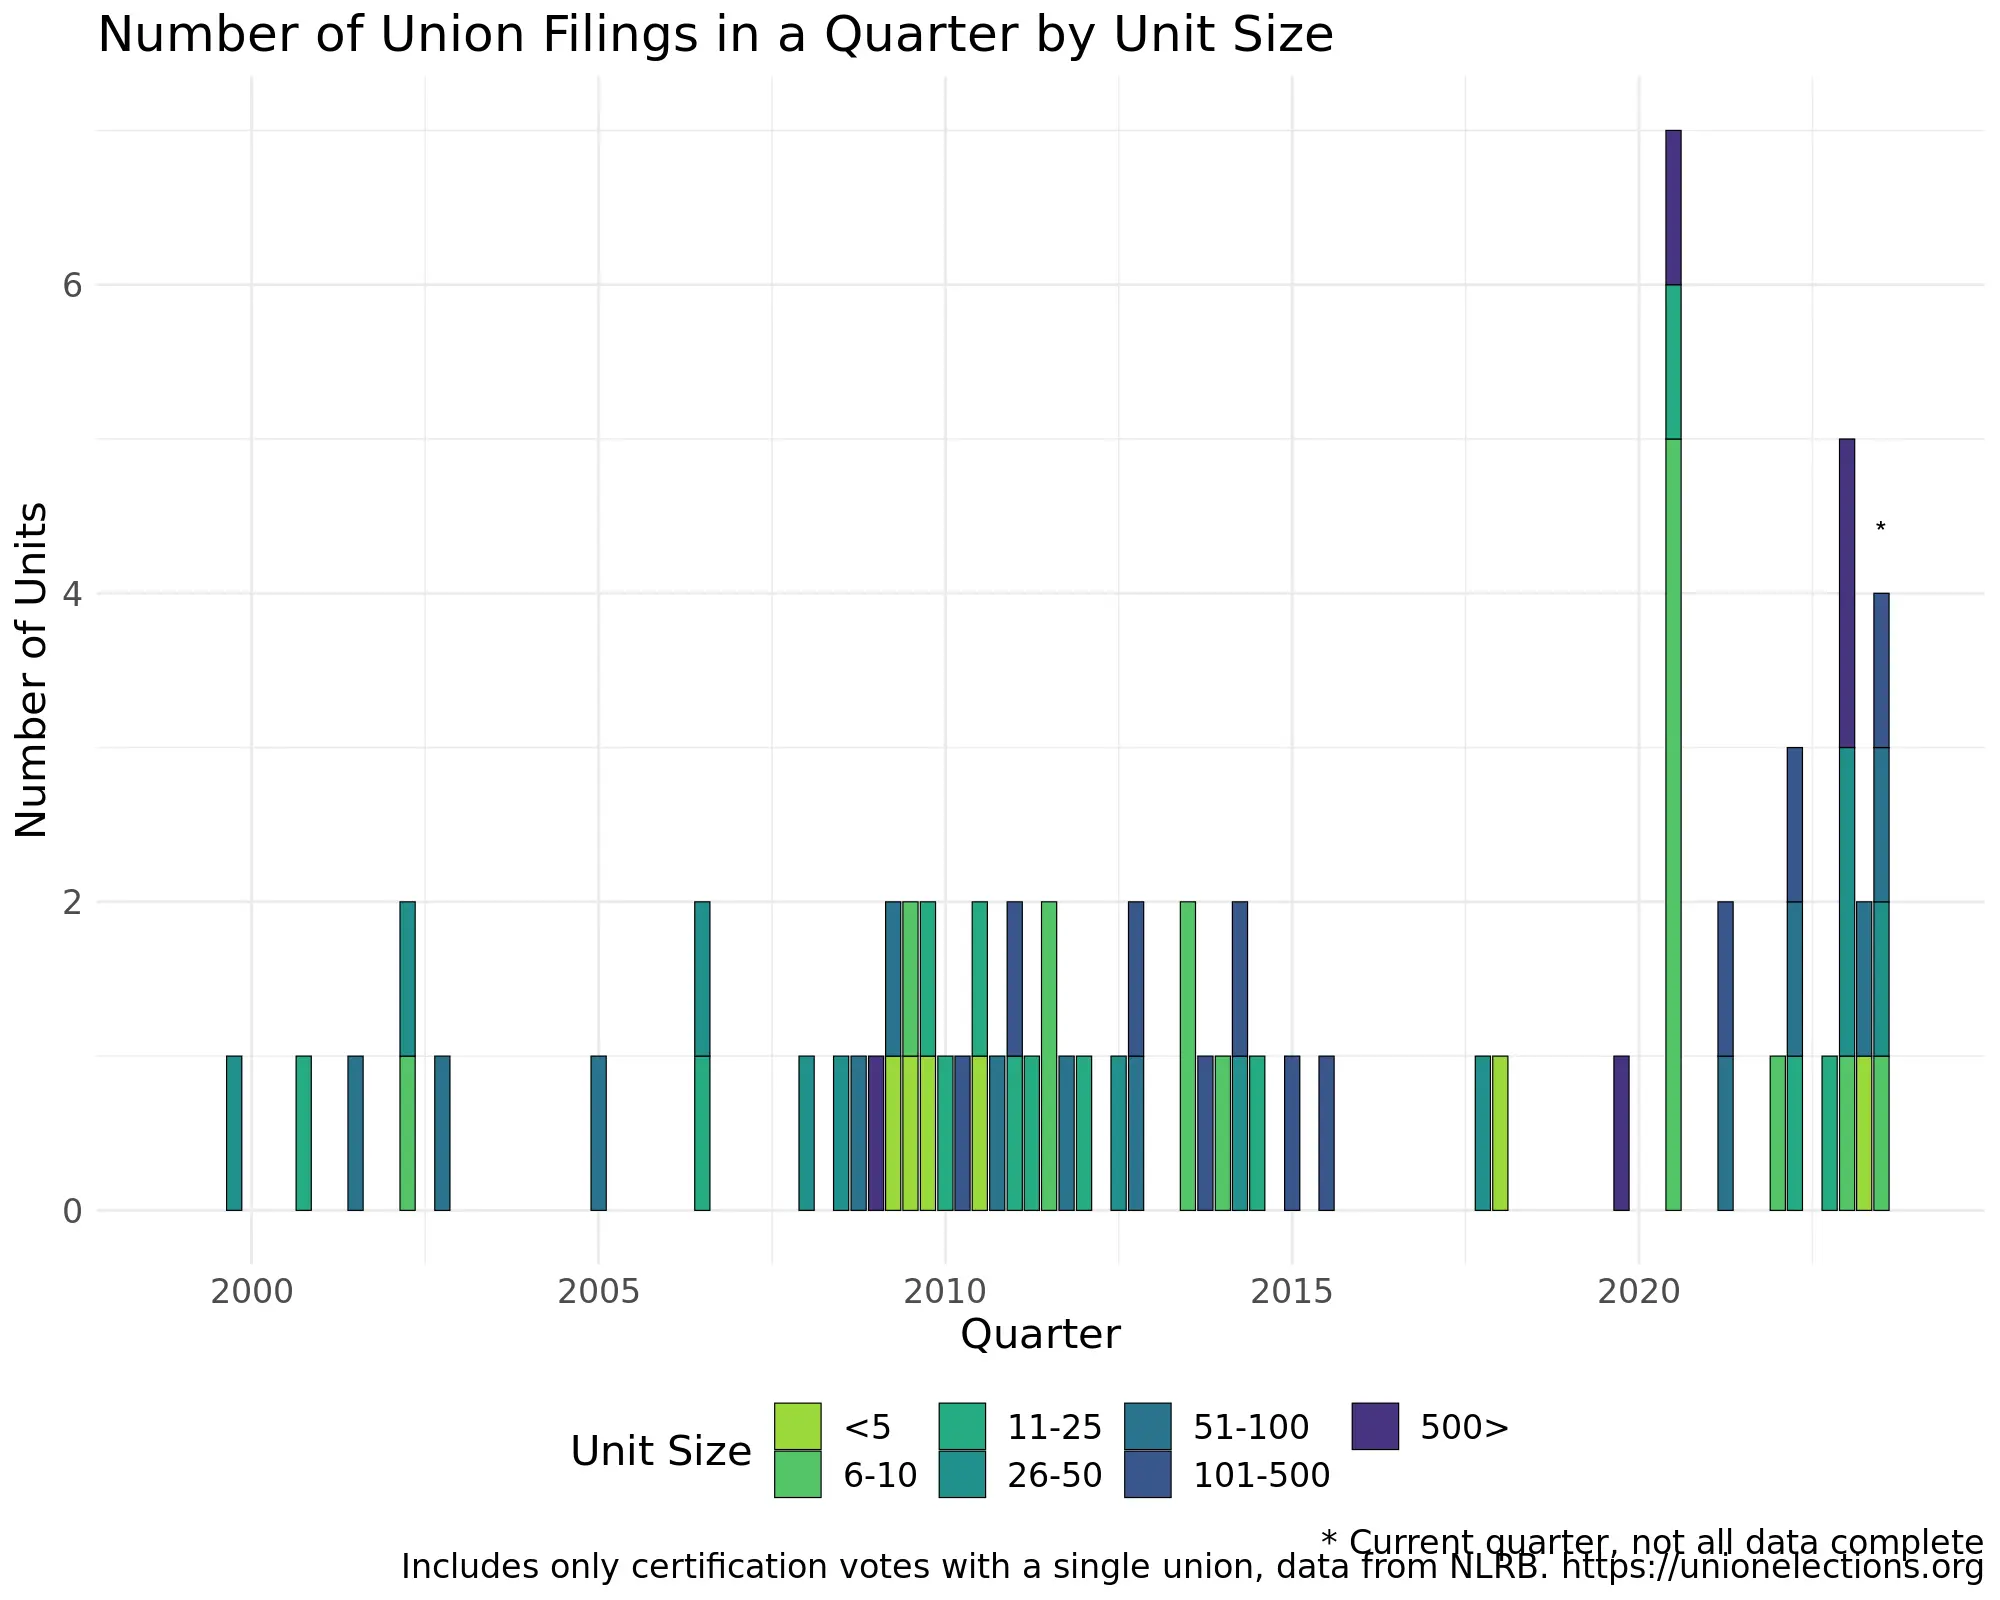 Number of Union Filings in a Quarter by Unit Size
Number of Units
6
4
2
0
*
2000 2005 2010 2015 2020
Quarter
Unit Size
<5 11-25 51-100 500>
6-10 26-50 101-500
* Current quarter, not all data complete
Includes only certification votes with a single union, data from NLRB. https://unionelections.org